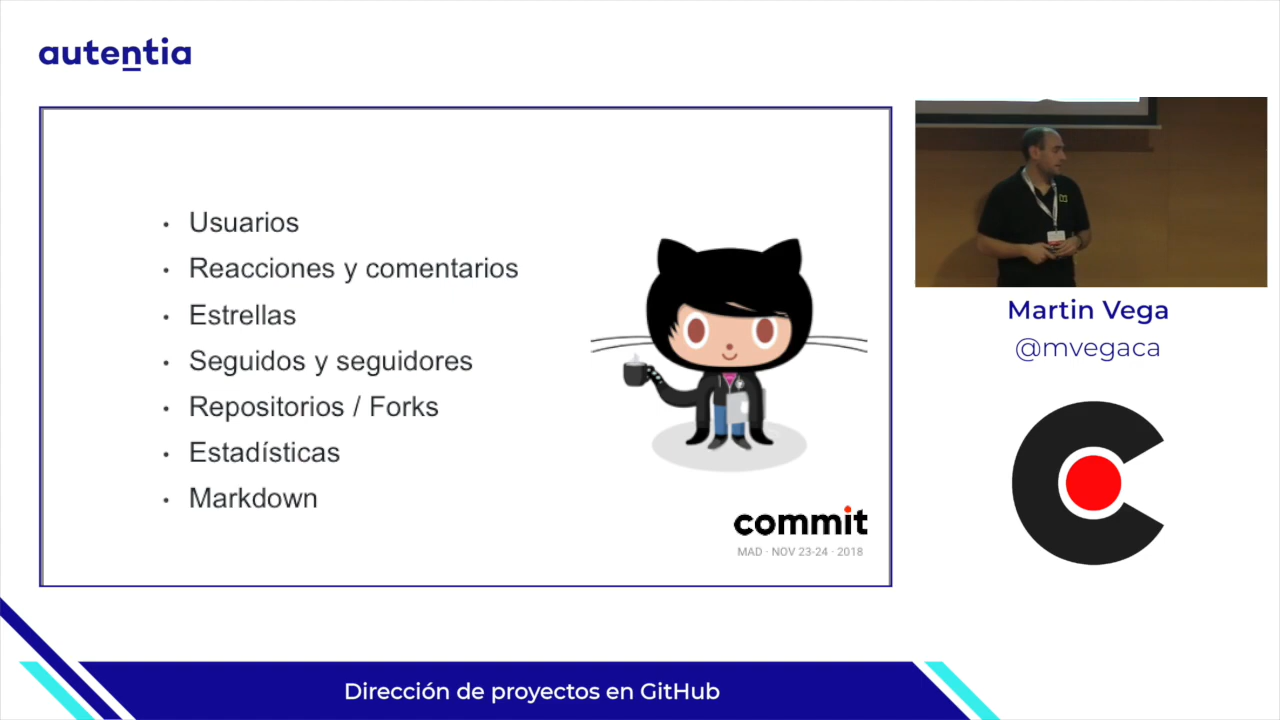 autentia
• Usuarios
• Reacciones y comentarios
• Estrellas
• Seguidos y seguidores
• Repositorios / Forks
• Estadísticas
• Markdown
commit
MAD · NOV 23-24 · 2018
Martin Vega
@mvegaca
Dirección de proyectos en GitHub